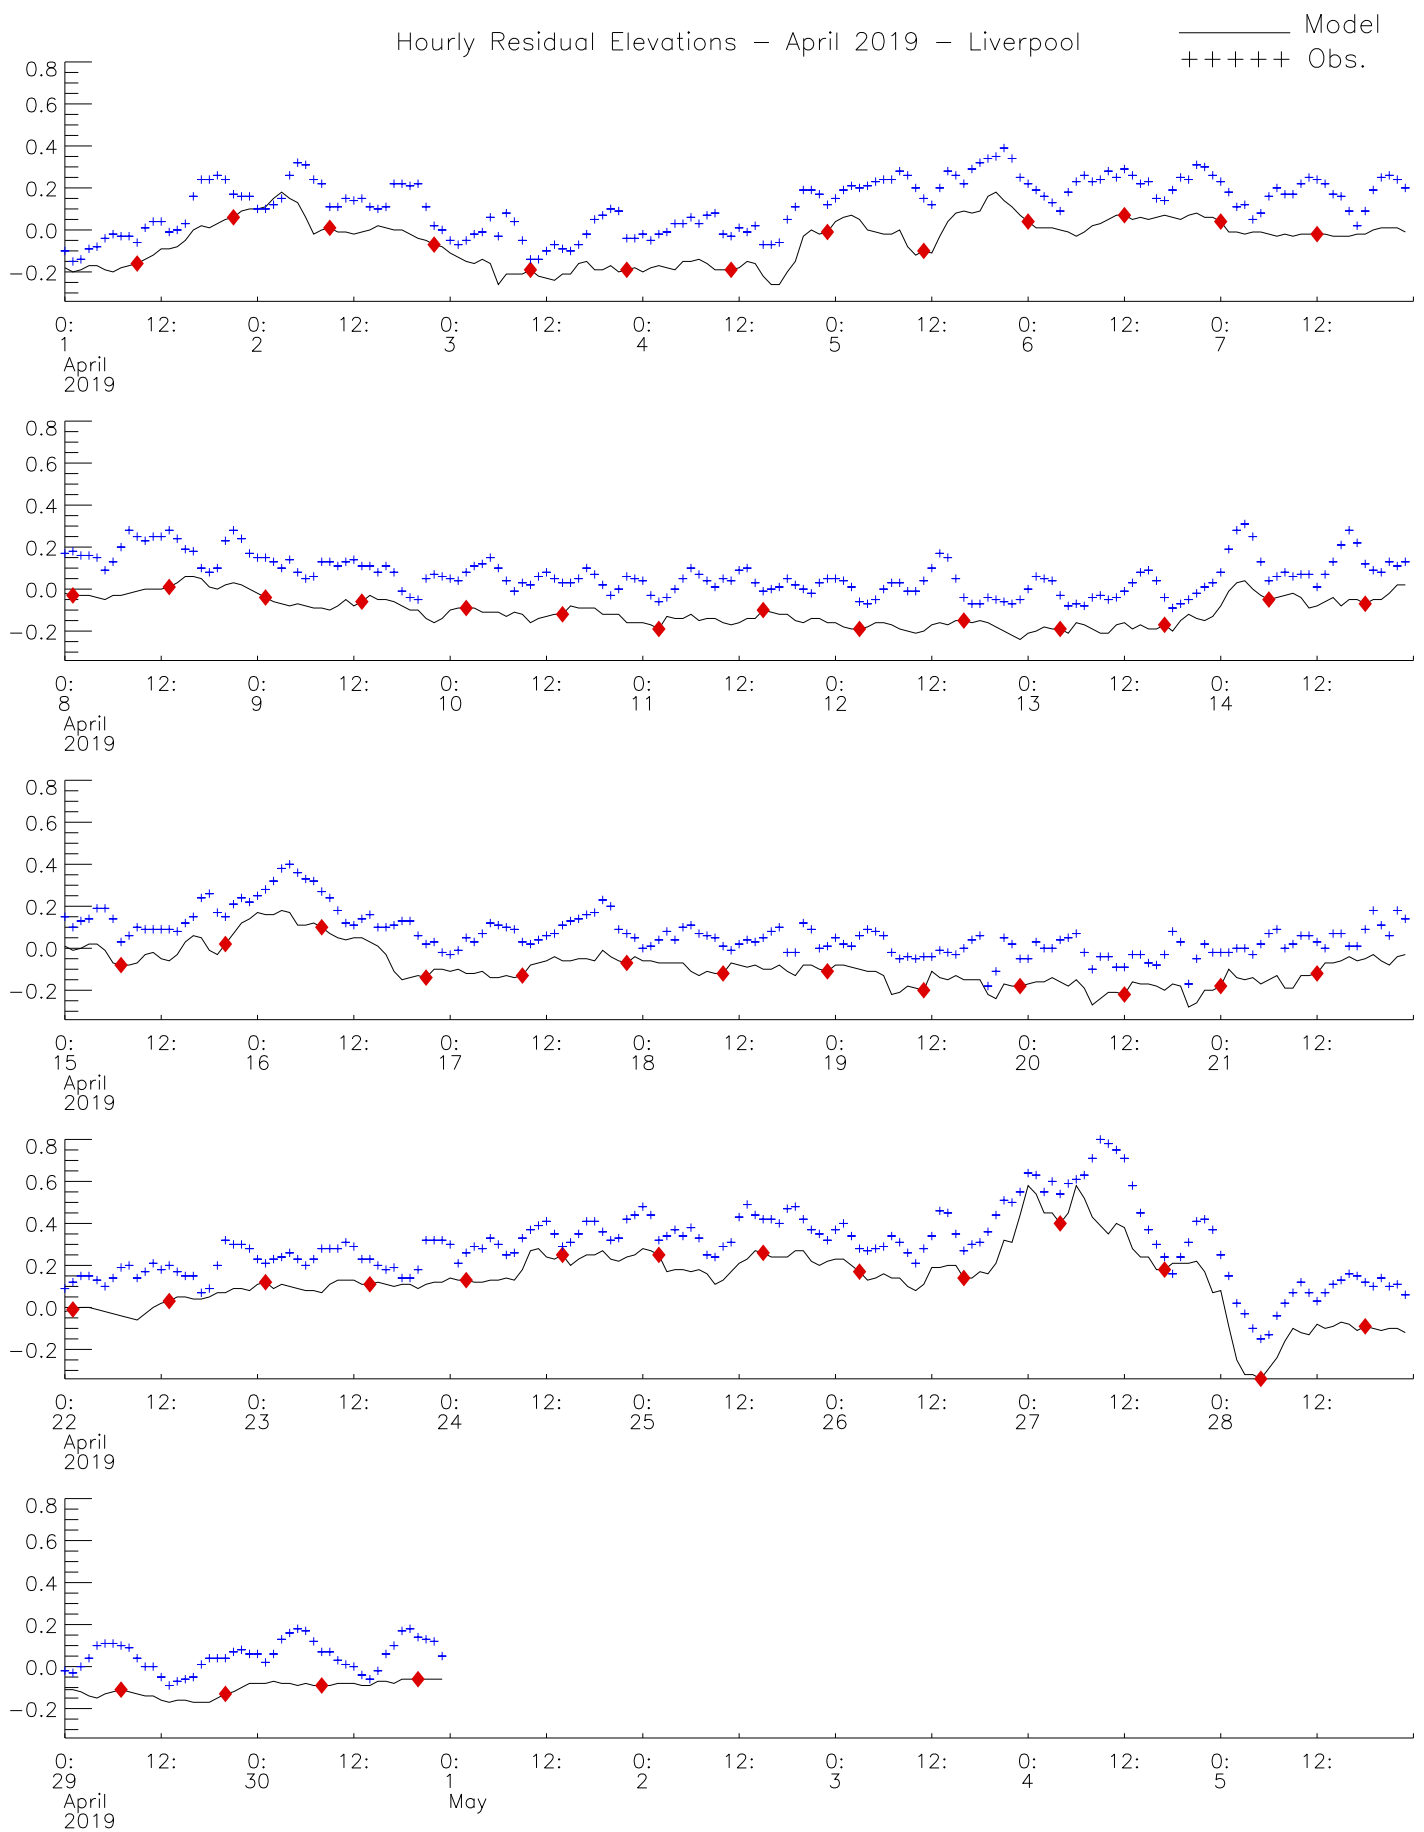 Hourly Residual Elevations – April 2019 – Liverpool
Model
+++++ Obs.
0.8
0.6
0.4
0.2
0.0
−0.2
0: 12: 0: 12: 0: 12: 0: 12: 0: 12: 0: 12: 0: 12:
1 2 3 4 5 6 7
April
2019
0.8
0.6
0.4
0.2
0.0
−0.2
0: 12: 0: 12: 0: 12: 0: 12: 0: 12: 0: 12: 0: 12:
8 9 10 11 12 13 14
April
2019
0.8
0.6
0.4
0.2
0.0
−0.2
0: 12: 0: 12: 0: 12: 0: 12: 0: 12: 0: 12: 0: 12:
15 16 17 18 19 20 21
April
2019
0.8
0.6
0.4
0.2
0.0
−0.2
0: 12: 0: 12: 0: 12: 0: 12: 0: 12: 0: 12: 0: 12:
22 23 24 25 26 27 28
April
2019
0.8
0.6
0.4
0.2
0.0
−0.2
0: 12: 0: 12: 0: 12: 0: 12: 0: 12: 0: 12: 0: 12:
29 30 1 2 3 4 5
April May
2019